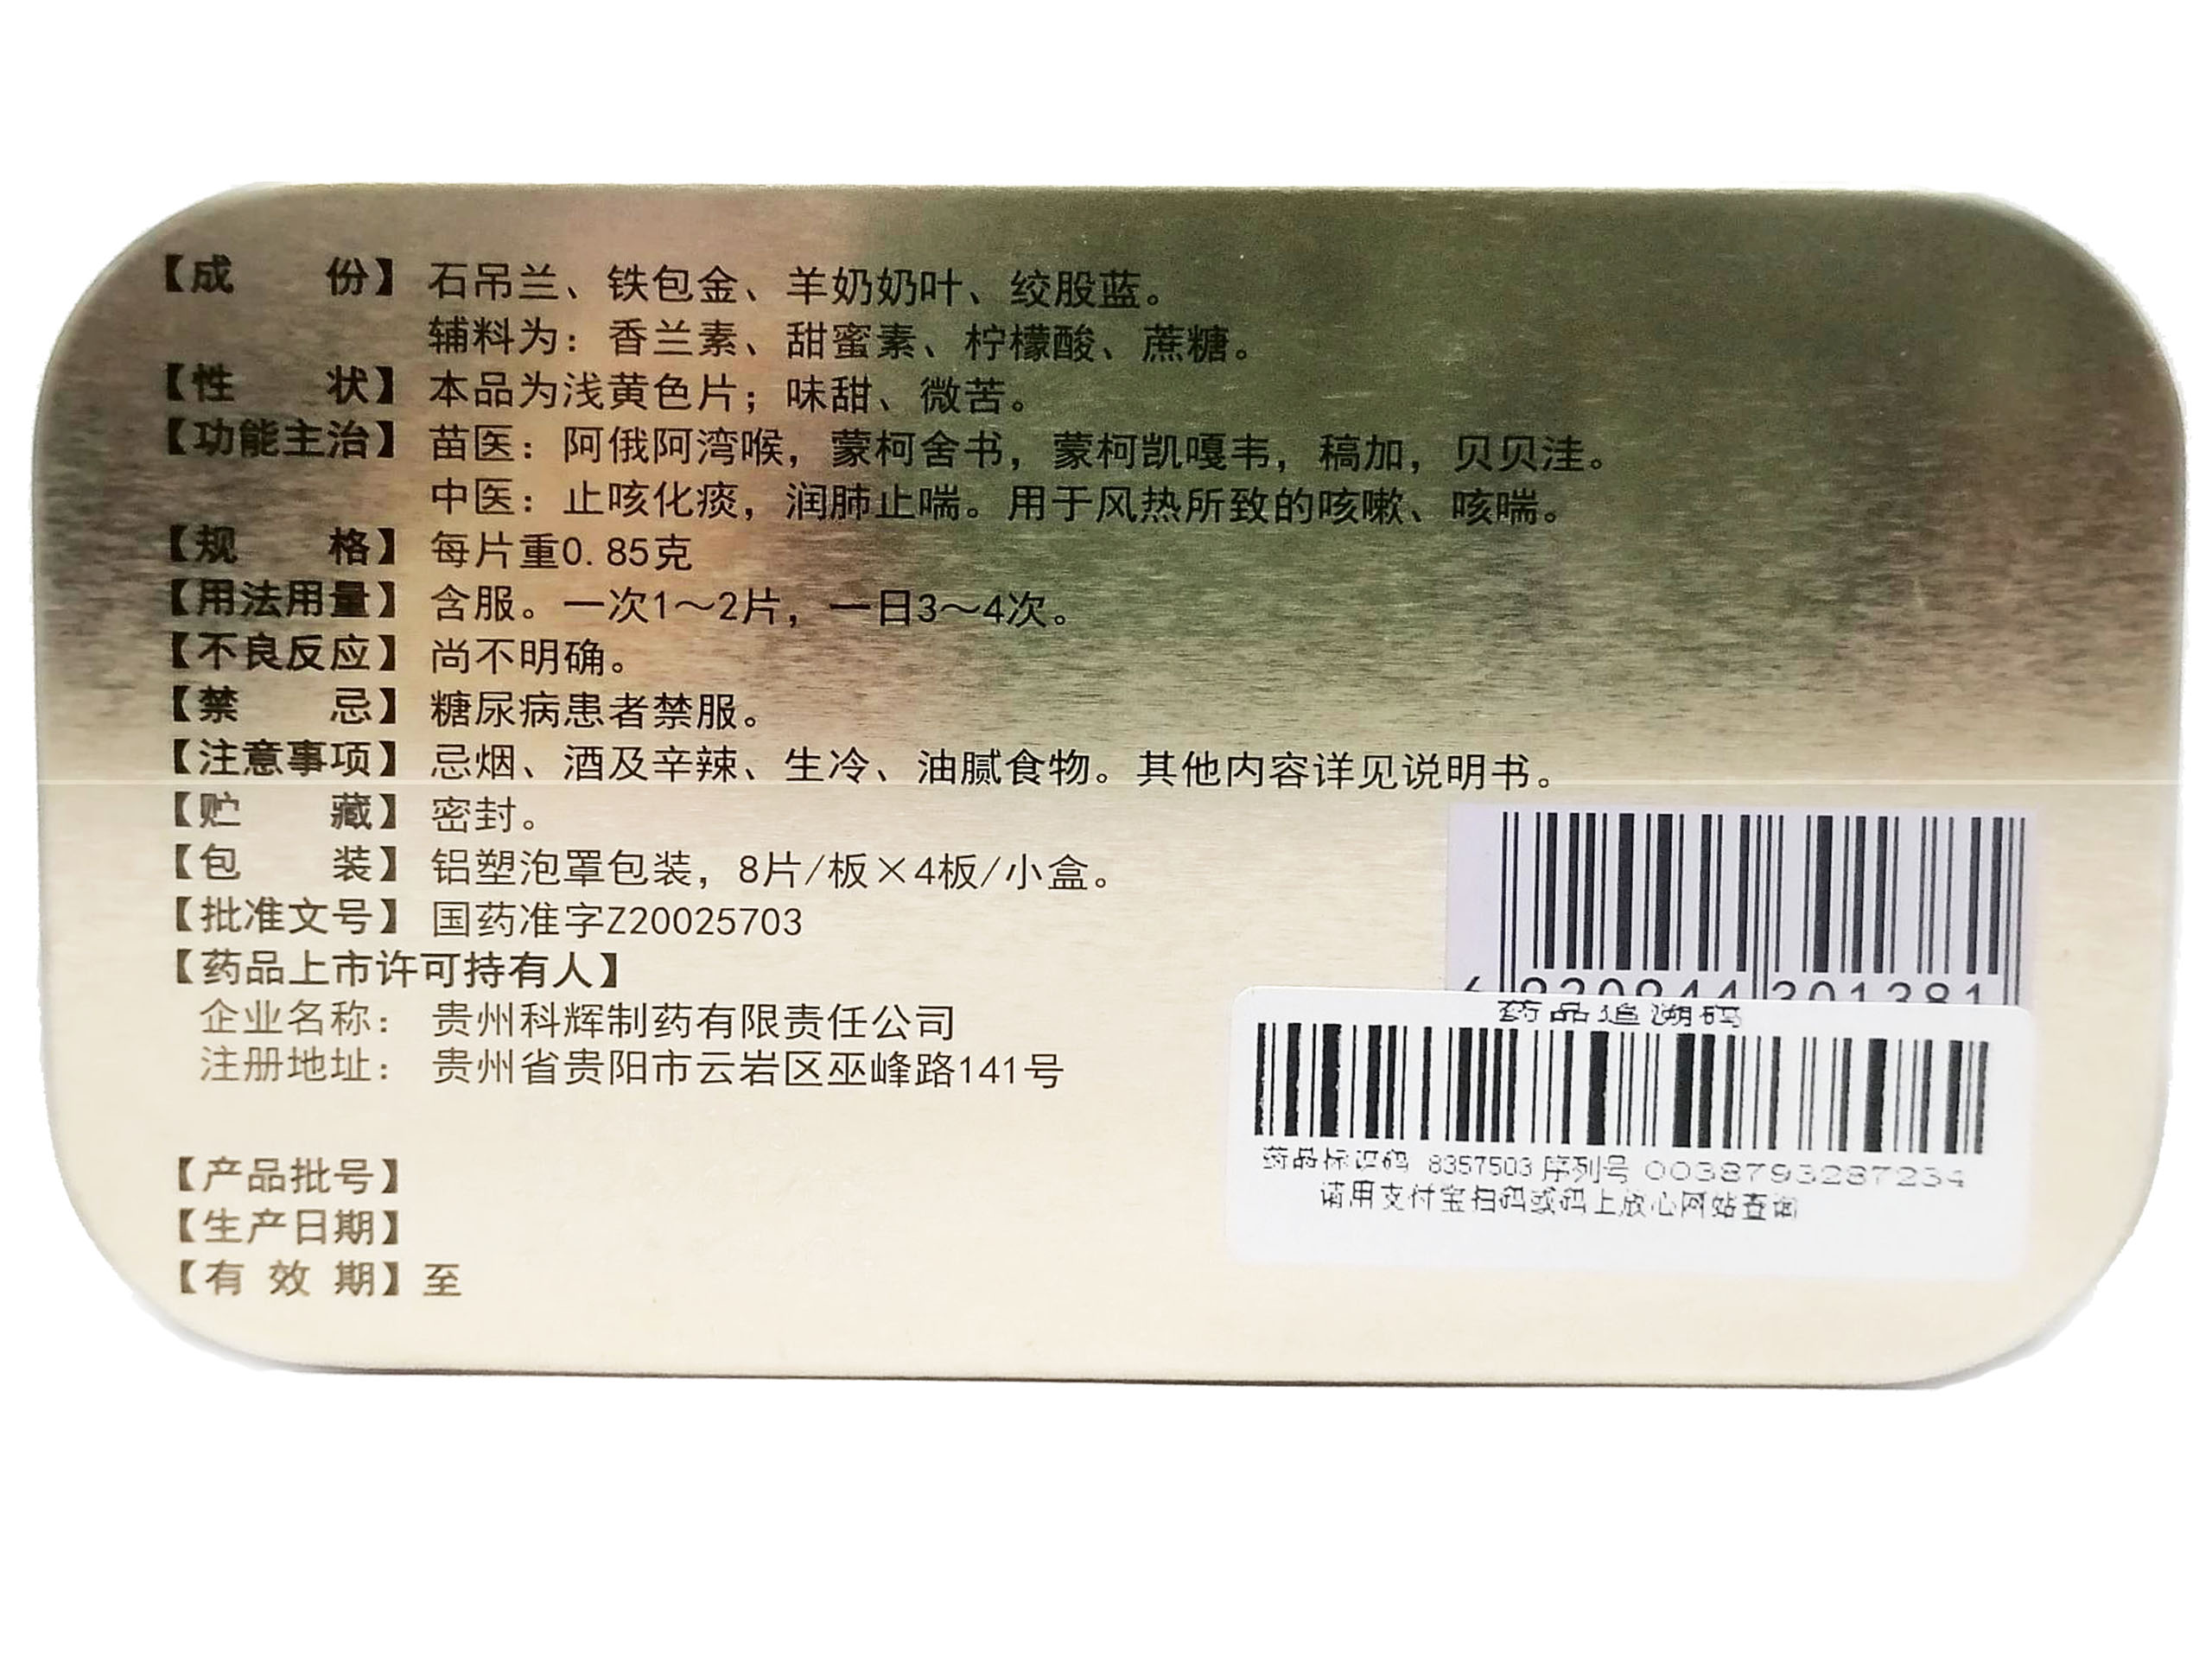 【成　　份】石吊兰、铁包金、羊奶奶叶、绞股蓝。
辅料为：香兰素、甜蜜素、柠檬酸、蔗糖。
【性　　状】本品为浅黄色片；味甜、微苦。
【功能主治】苗医：阿俄阿湾喉，蒙柯舍书，蒙柯凯嘎韦，稿加，贝贝洼。
中医：止咳化痰，润肺止喘。用于风热所致的咳嗽、咳喘。
【规　　格】每片重0.85克
【用法用量】含服。一次1～2片，一日3～4次。
【不良反应】尚不明确。
【禁　　忌】糖尿病患者禁服。
【注意事项】忌烟、酒及辛辣、生冷、油腻食物。其他内容详见说明书。
【贮　　藏】密封。
【包　　装】铝塑泡罩包装，8片/板×4板/小盒。
【批准文号】国药准字Z20025703
【药品上市许可持有人】
企业名称：贵州科辉制药有限责任公司
注册地址：贵州省贵阳市云岩区巫峰路141号
【产品批号】
【生产日期】
【有 效 期】至
6 920944 301381
药品追溯码
药品标识码 8357503 序列号 0038793287234
请用支付宝扫码或码上放心网站查询